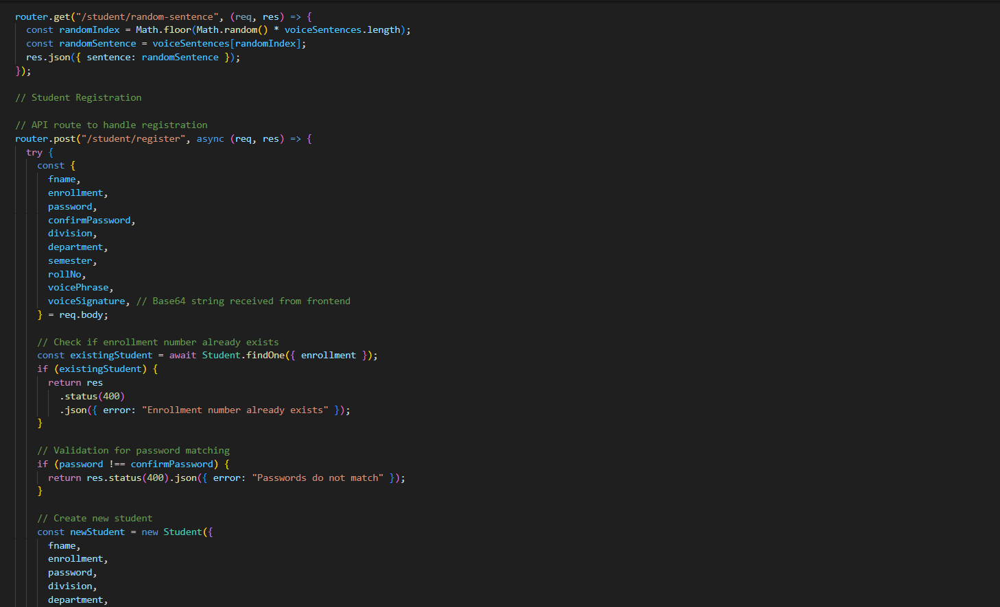 router.get("/student/random-sentence", (req, res) => {
  const randomIndex = Math.floor(Math.random() * voiceSentences.length);
  const randomSentence = voiceSentences[randomIndex];
  res.json({ sentence: randomSentence });
});

// Student Registration

// API route to handle registration
router.post("/student/register", async (req, res) => {
  try {
    const {
      fname,
      enrollment,
      password,
      confirmPassword,
      division,
      department,
      semester,
      rollNo,
      voicePhrase,
      voiceSignature, // Base64 string received from frontend
    } = req.body;

    // Check if enrollment number already exists
    const existingStudent = await Student.findOne({ enrollment });
    if (existingStudent) {
      return res
        .status(400)
        .json({ error: "Enrollment number already exists" });
    }

    // Validation for password matching
    if (password !== confirmPassword) {
      return res.status(400).json({ error: "Passwords do not match" });
    }

    // Create new student
    const newStudent = new Student({
      fname,
      enrollment,
      password,
      division,
      department,